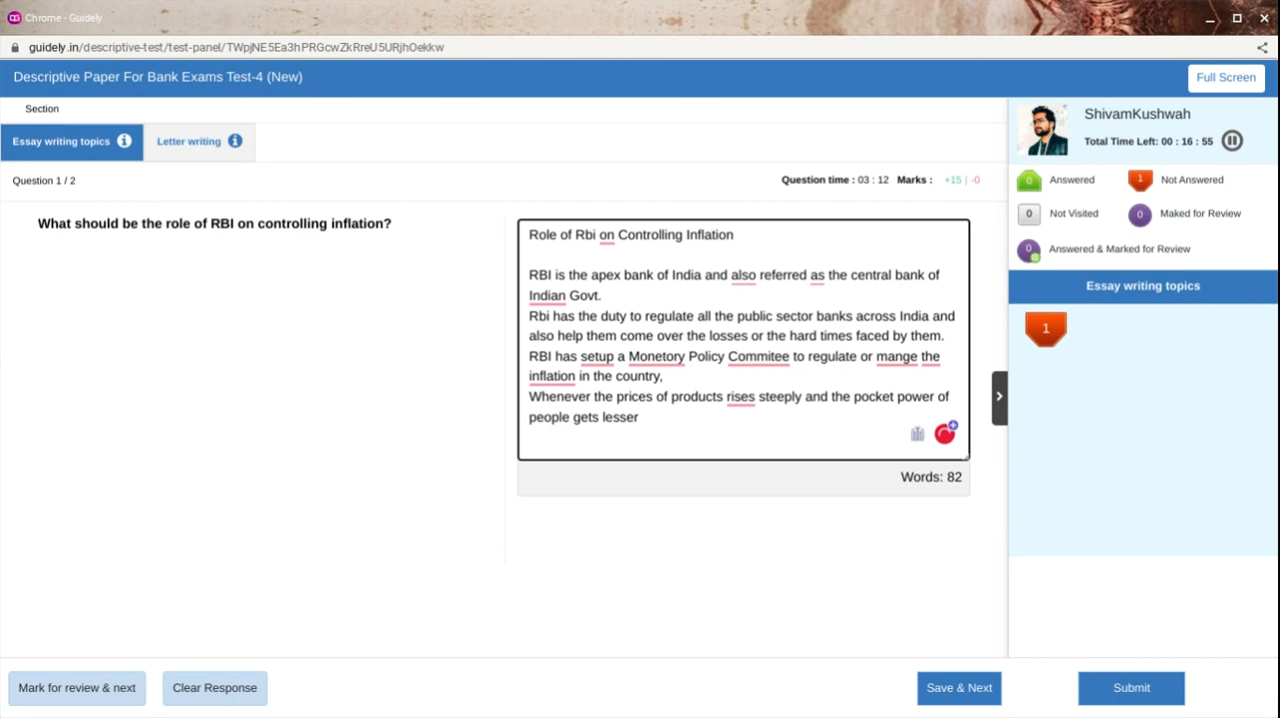 Chrome - Guidely
guidely.in/descriptive-test/test-panel/TWpjNE5Ea3hPRGcwZkRreU5URjhOekkw
Descriptive Paper For Bank Exams Test-4 (New)
Full Screen
Section
Essay writing topics
Letter writing
ShivamKushwah
Total Time Left: 00 : 16 : 55
Question 1 / 2
Question time : 03 : 12 Marks : +15 | -0
0 Answered
1 Not Answered
0 Not Visited
0 Maked for Review
0 Answered & Marked for Review
Essay writing topics
1
What should be the role of RBI on controlling inflation?
Role of Rbi on Controlling Inflation
RBI is the apex bank of India and also referred as the central bank of
Indian Govt.
Rbi has the duty to regulate all the public sector banks across India and
also help them come over the losses or the hard times faced by them.
RBI has setup a Monetory Policy Commitee to regulate or mange the
inflation in the country,
Whenever the prices of products rises steeply and the pocket power of
people gets lesser
Words: 82
Mark for review & next
Clear Response
Save & Next
Submit